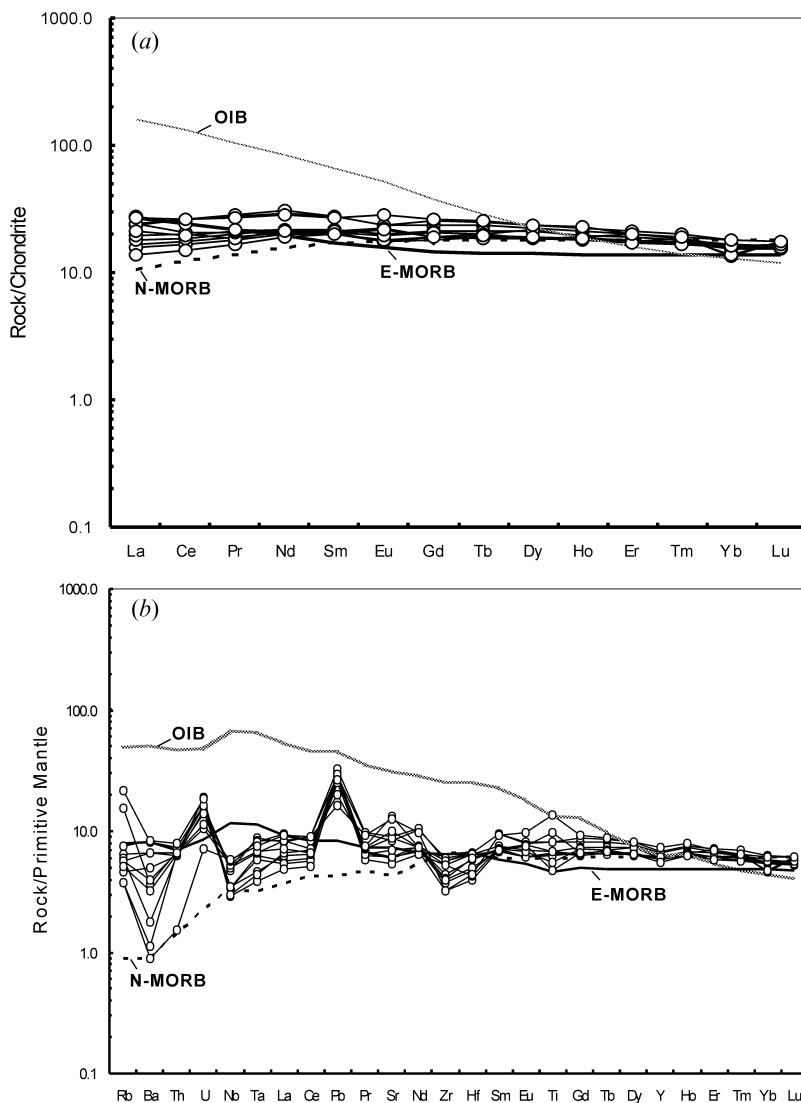 1000.0
(a)
OIB
100.0
Rock/Chondrite
10.0
N-MORB
E-MORB
1.0
0.1
La Ce Pr Nd Sm Eu Gd Tb Dy Ho Er Tm Yb Lu
1000.0
(b)
100.0
OIB
Rock/Primitive Mantle
10.0
E-MORB
1.0
N-MORB
0.1
Rb Ba Th U Nb Ta La Ce Pb Pr Sr Nd Zr Hf Sm Eu Ti Gd Tb Dy Y Ho Er Tm Yb Lu